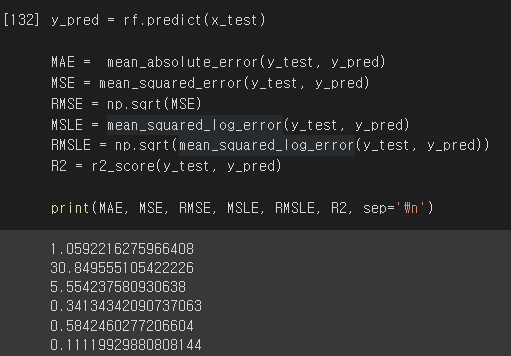 [132] y_pred = rf.predict(x_test)
MAE =  mean_absolute_error(y_test, y_pred)
MSE = mean_squared_error(y_test, y_pred)
RMSE = np.sqrt(MSE)
MSLE = mean_squared_log_error(y_test, y_pred)
RMSLE = np.sqrt(mean_squared_log_error(y_test, y_pred))
R2 = r2_score(y_test, y_pred)
print(MAE, MSE, RMSE, MSLE, RMSLE, R2, sep='₩n')
1.0592216275966408
30.849555105422226
5.554237580930638
0.34134342090737063
0.5842460277206604
0.11119929880808144